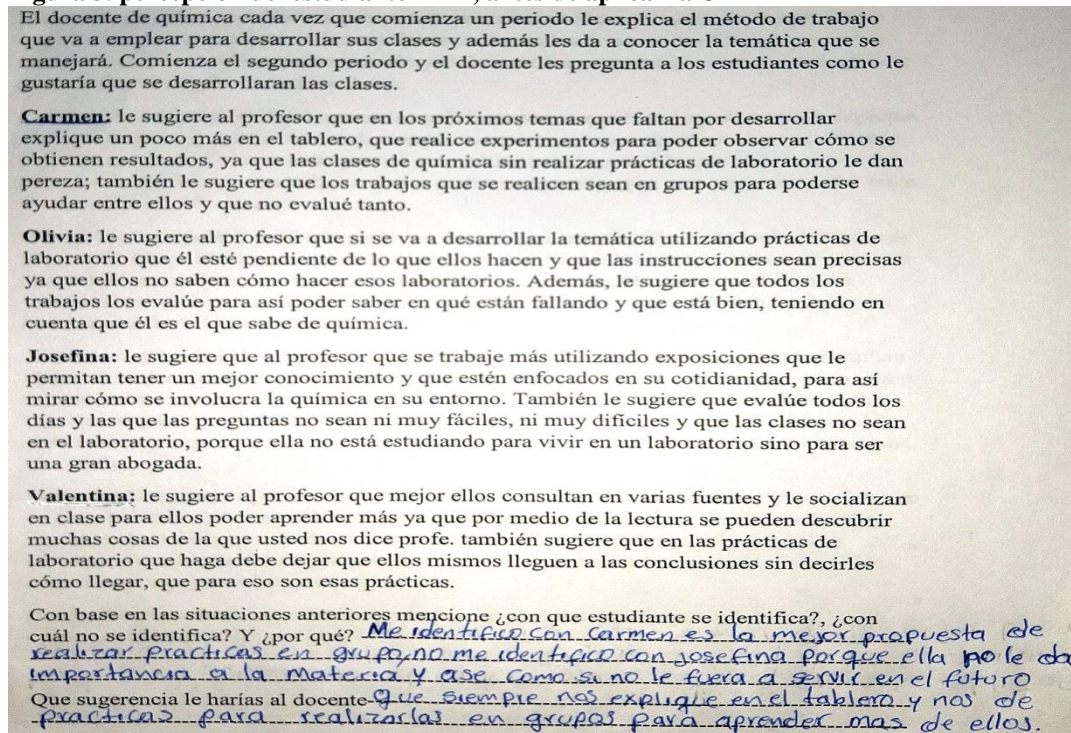 El docente de química cada vez que comienza un periodo le explica el método de trabajo
que va a emplear para desarrollar sus clases y además les da a conocer la temática que se
manejará. Comienza el segundo periodo y el docente les pregunta a los estudiantes como le
gustaría que se desarrollaran las clases.
Carmen: le sugiere al profesor que en los próximos temas que faltan por desarrollar
explique un poco más en el tablero, que realice experimentos para poder observar cómo se
obtienen resultados, ya que las clases de química sin realizar prácticas de laboratorio le dan
pereza; también le sugiere que los trabajos que se realicen sean en grupos para poderse
ayudar entre ellos y que no evalué tanto.
Olivia: le sugiere al profesor que si se va a desarrollar la temática utilizando prácticas de
laboratorio que él esté pendiente de lo que ellos hacen y que las instrucciones sean precisas
ya que ellos no saben cómo hacer esos laboratorios. Además, le sugiere que todos los
trabajos los evalúe para así poder saber en qué están fallando y que está bien, teniendo en
cuenta que él es el que sabe de química.
Josefina: le sugiere que al profesor que se trabaje más utilizando exposiciones que le
permitan tener un mejor conocimiento y que estén enfocados en su cotidianidad, para así
mirar cómo se involucra la química en su entorno. También le sugiere que evalúe todos los
días y las que las preguntas no sean ni muy fáciles, ni muy difíciles y que las clases no sean
en el laboratorio, porque ella no está estudiando para vivir en un laboratorio sino para ser
una gran abogada.
Valentina: le sugiere al profesor que mejor ellos consultan en varias fuentes y le socializan
en clase para ellos poder aprender más ya que por medio de la lectura se pueden descubrir
muchas cosas de la que usted nos dice profe. también sugiere que en las prácticas de
laboratorio que haga debe dejar que ellos mismos lleguen a las conclusiones sin decirles
cómo llegar, que para eso son esas prácticas.
Con base en las situaciones anteriores mencione ¿con que estudiante se identifica?, ¿con
cuál no se identifica? Y ¿por qué? Me identifico con Carmen es la mejor propuesta de
realizar practicas en grupo, no me identifico con Josefina porque ella no le da
importancia a la materia y ase como si no le fuera a servir en el futuro
Que sugerencia le harías al docente que siempre nos explique en el tablero y nos de
practicas para realizarlas en grupos para aprender mas de ellos.